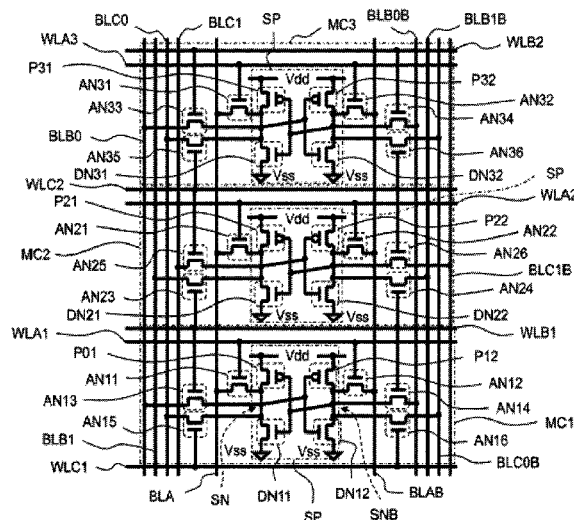 BLC0 BLC1 SP MC3 BLB0B BLB1B
WLA3 WLB2
P31 Vdd P32
AN31 AN32
AN33 AN34
BLB0
AN35 AN36
DN31 Vss Vss DN32 SP
WLC2 WLA2
P21 Vdd P22
AN21 AN22
MC2 AN26
AN25 BLC1B
AN23 AN24
DN21 Vss Vss DN22
WLA1 WLB1
P01 Vdd P12
AN11 AN12
AN13 AN14
AN15 MC1
BLB1 Vss Vss AN16
WLC1 BLC0B
BLA SN DN11 SP DN12 SNB BLAB